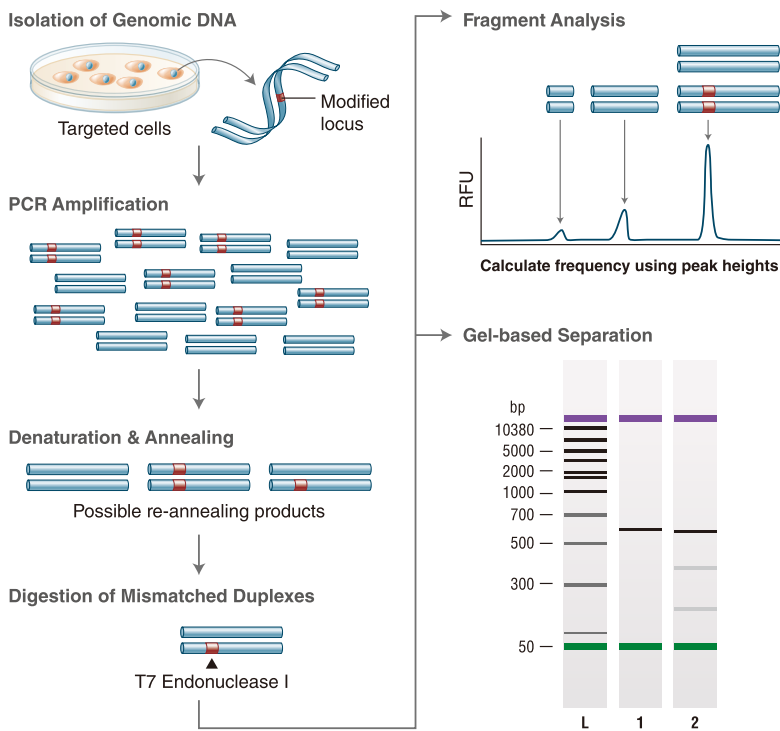 Isolation of Genomic DNA
Targeted cells
Modified
locus
PCR Amplification
Denaturation & Annealing
Possible re-annealing products
Digestion of Mismatched Duplexes
T7 Endonuclease I
Fragment Analysis
RFU
Calculate frequency using peak heights
Gel-based Separation
bp
10380
5000
2000
1000
700
500
300
50
L 1 2